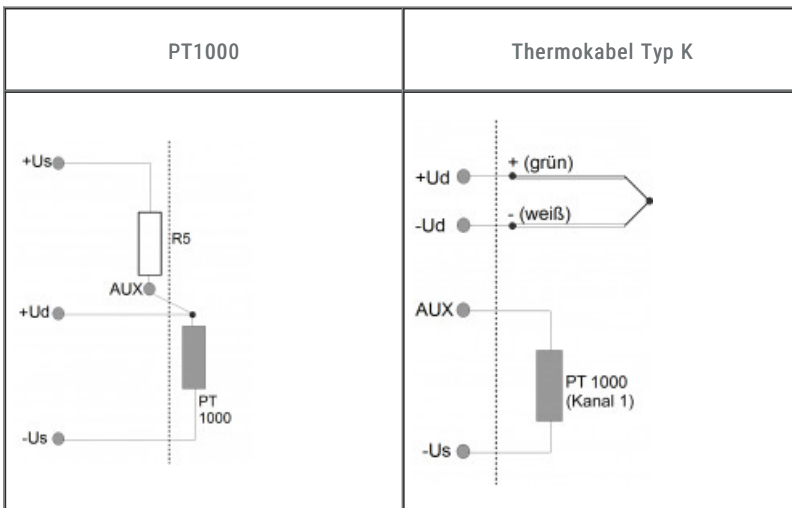 PT1000
Thermokabel Typ K
+Us
R5
AUX
+Ud
PT
1000
-Us
+ (grün)
+Ud
- (weiß)
-Ud
AUX
PT 1000
(Kanal 1)
-Us